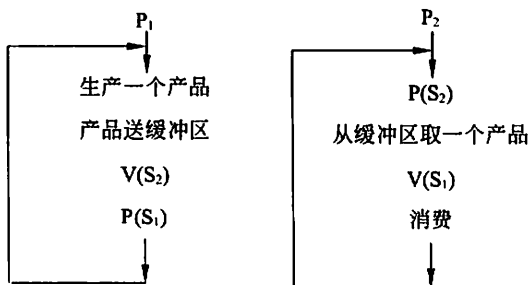 P₁
生产一个产品
产品送缓冲区
V(S₂)
P(S₁)
P₂
P(S₂)
从缓冲区取一个产品
V(S₁)
消费